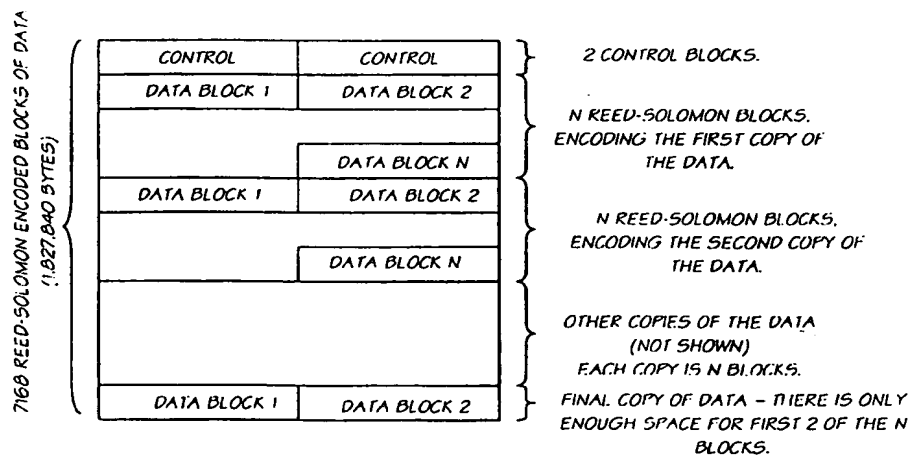 7168 REED-SOLOMON ENCODED BLOCKS OF DATA
(1,827,840 BYTES)
CONTROL CONTROL
2 CONTROL BLOCKS.
DATA BLOCK 1 DATA BLOCK 2
DATA BLOCK N
N REED-SOLOMON BLOCKS.
ENCODING THE FIRST COPY OF
THE DATA.
DATA BLOCK 1 DATA BLOCK 2
DATA BLOCK N
N REED-SOLOMON BLOCKS,
ENCODING THE SECOND COPY OF
THE DATA.
OTHER COPIES OF THE DATA
(NOT SHOWN)
EACH COPY IS N BLOCKS.
DATA BLOCK 1 DATA BLOCK 2
FINAL COPY OF DATA – THERE IS ONLY
ENOUGH SPACE FOR FIRST 2 OF THE N
BLOCKS.